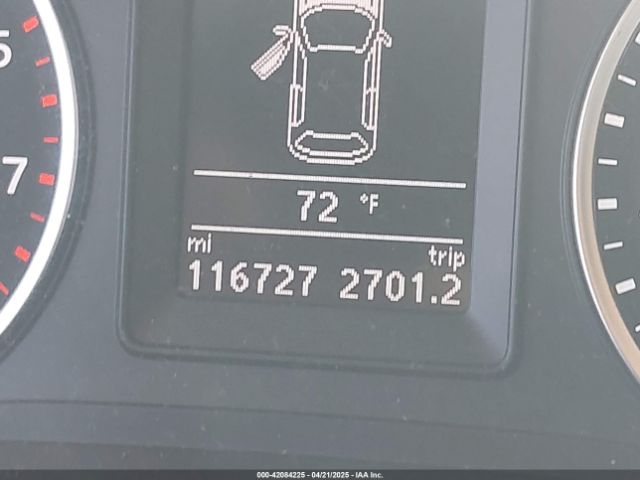 5
7
72 °F
mi trip
116727 2701.2
000-42084225 - 04/21/2025 - IAA Inc.